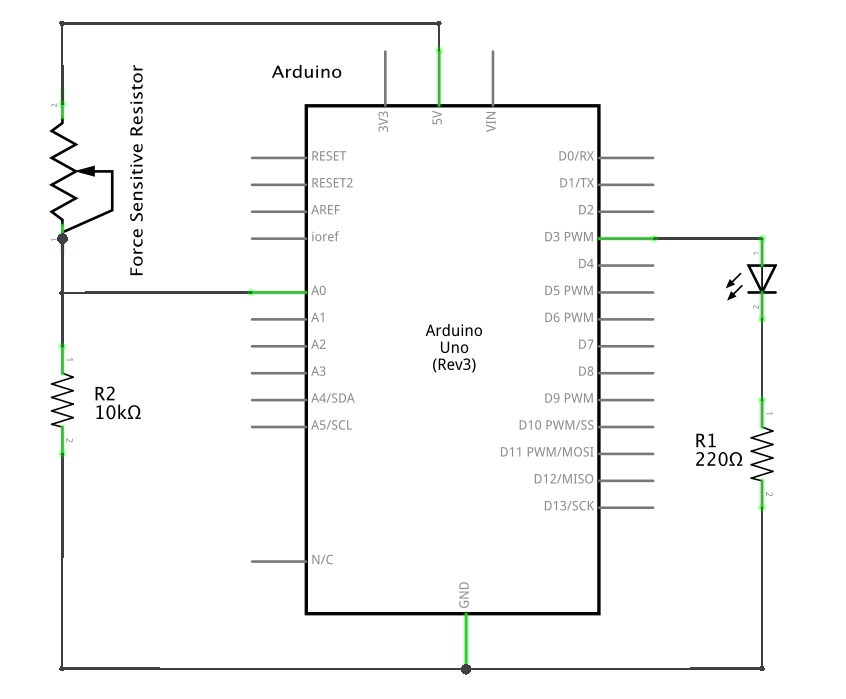 Arduino
3V3
5V
VIN
Force Sensitive Resistor
2
1
RESET
RESET2
AREF
ioref
A0
A1
A2
A3
A4/SDA
A5/SCL
N/C
D0/RX
D1/TX
D2
D3 PWM
D4
D5 PWM
D6 PWM
D7
D8
D9 PWM
D10 PWM/SS
D11 PWM/MOSI
D12/MISO
D13/SCK
Arduino
Uno
(Rev3)
GND
1
R2
10kΩ
2
1
2
1
R1
220Ω
2